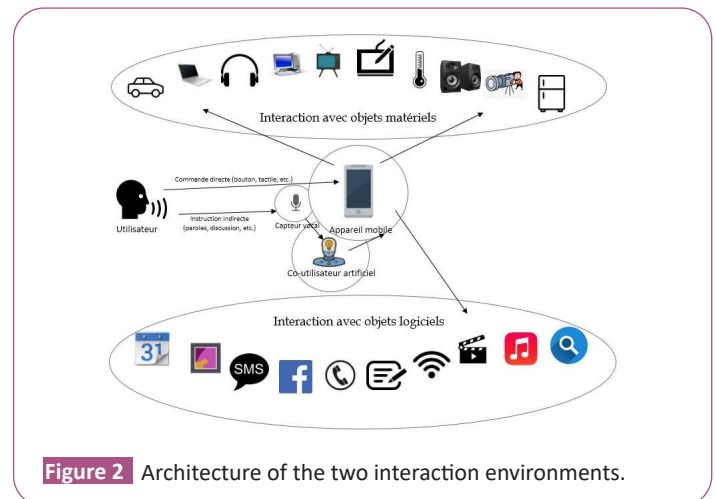 Interaction avec objets matériels
Commande directe (bouton, tactile, etc.)
Utilisateur
Instruction indirecte
(paroles, discussion, etc.)
Capteur vocal
Appareil mobile
Co-utilisateur artificiel
Interaction avec objets logiciels
31
SMS
f
Figure 2 Architecture of the two interaction environments.